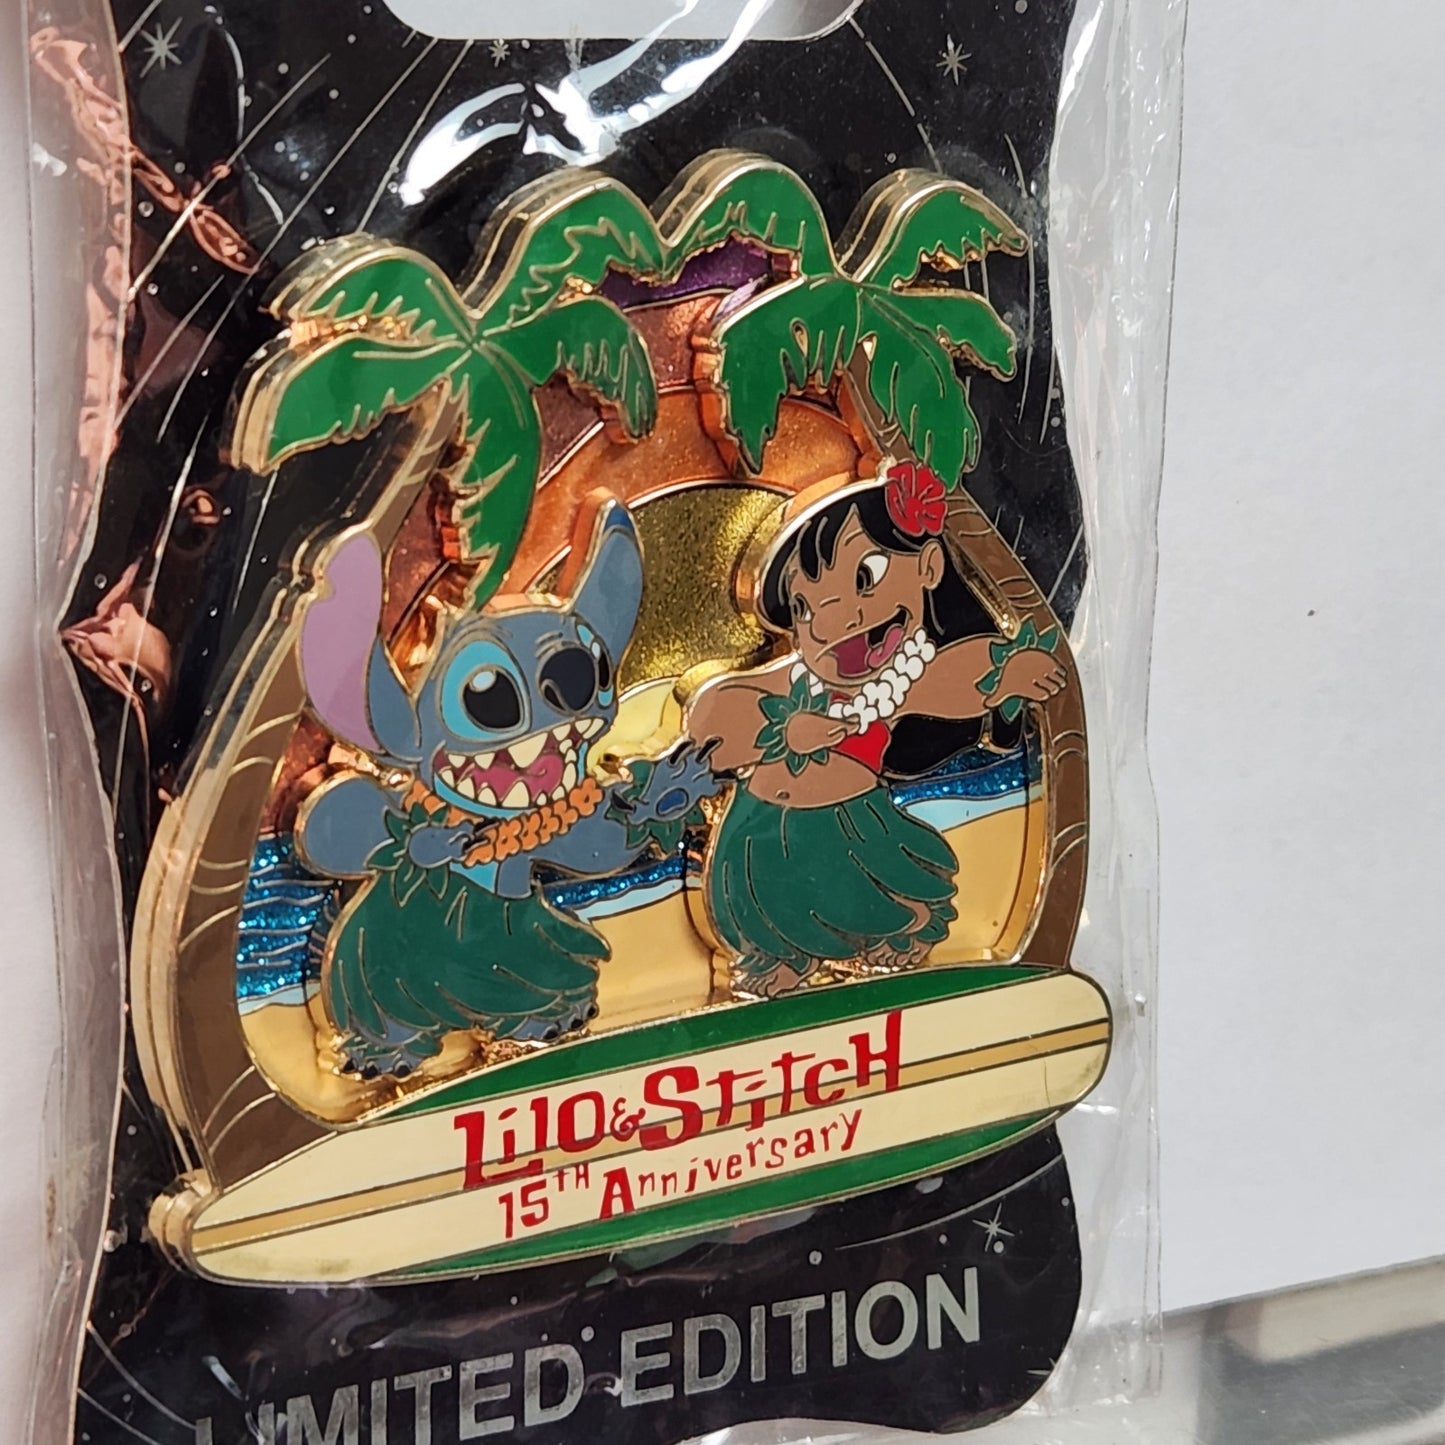 Lilo & Stitch
15th Anniversary
LIMITED EDITION